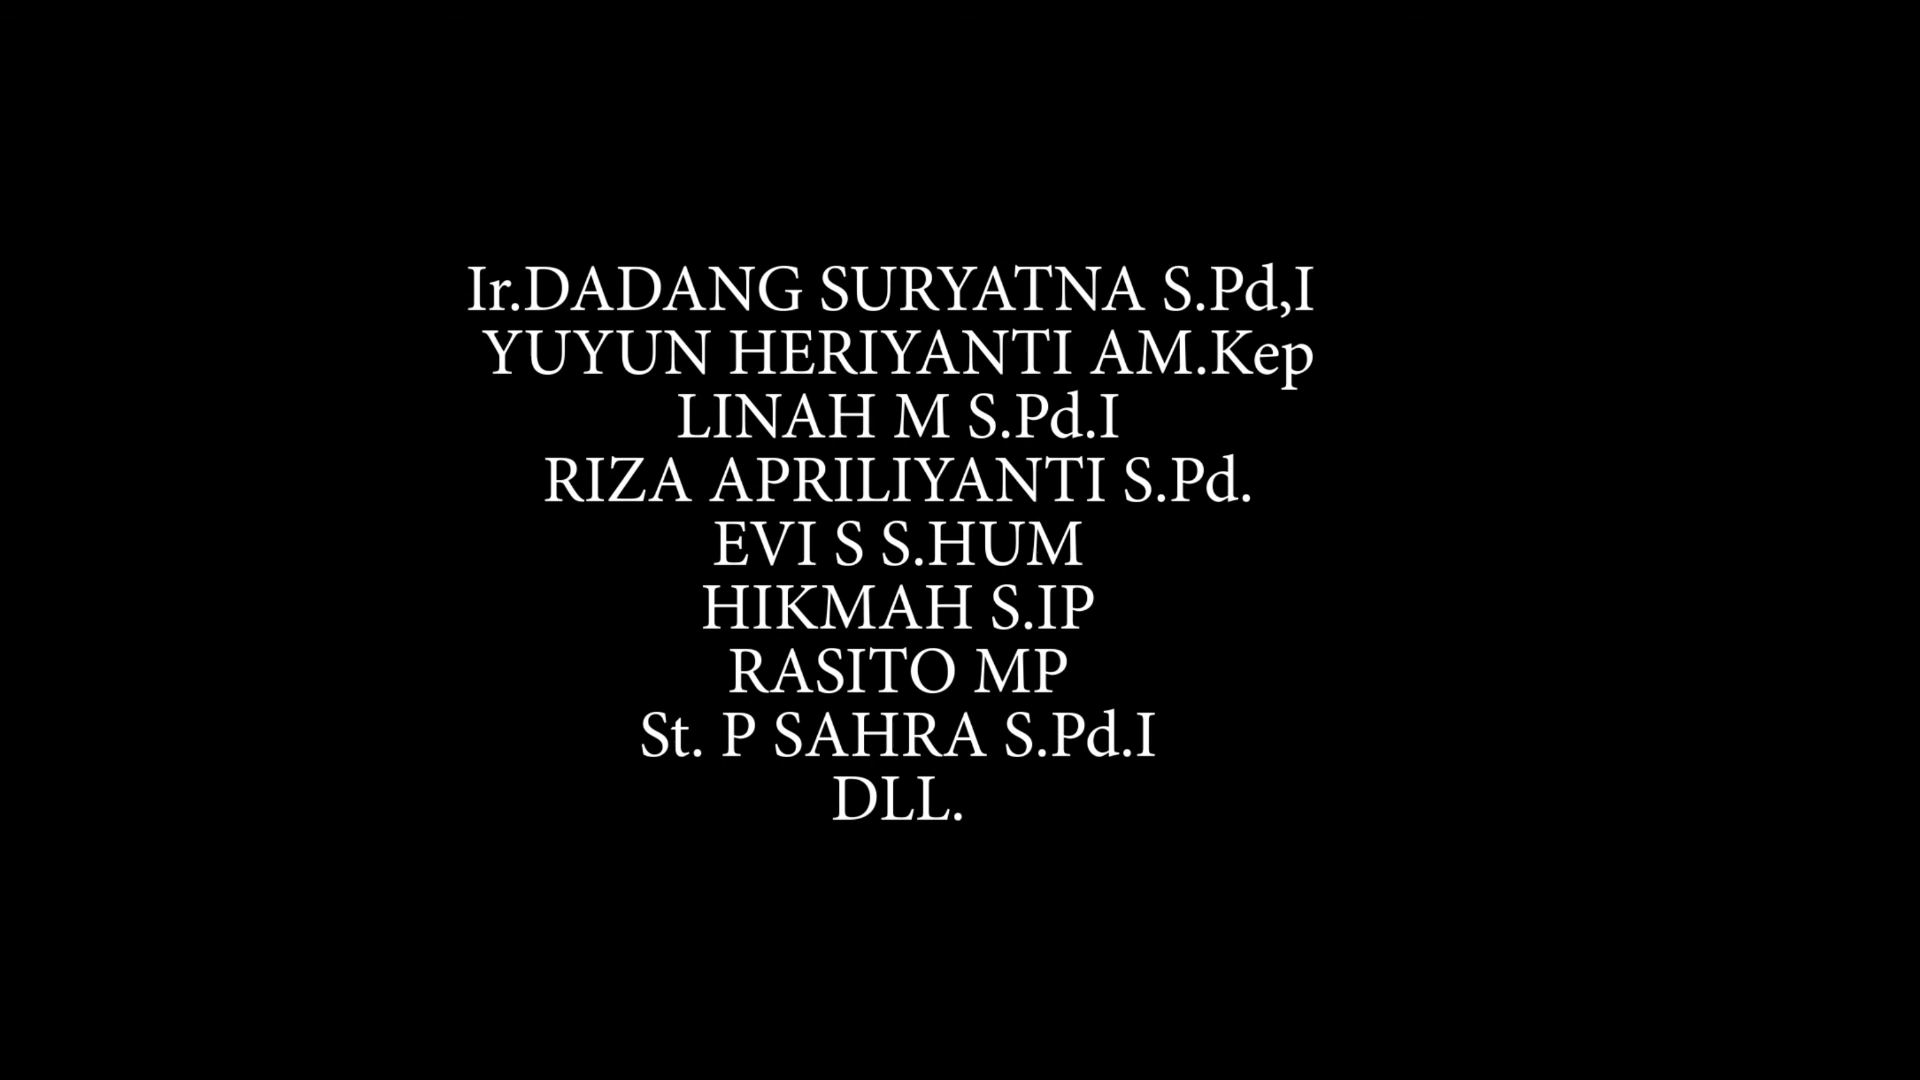 Ir.DADANG SURYATNA S.Pd,I
YUYUN HERIYANTI AM.Kep
LINAH M S.Pd.I
RIZA APRILIYANTI S.Pd.
EVI S S.HUM
HIKMAH S.IP
RASITO MP
St. P SAHRA S.Pd.I
DLL.